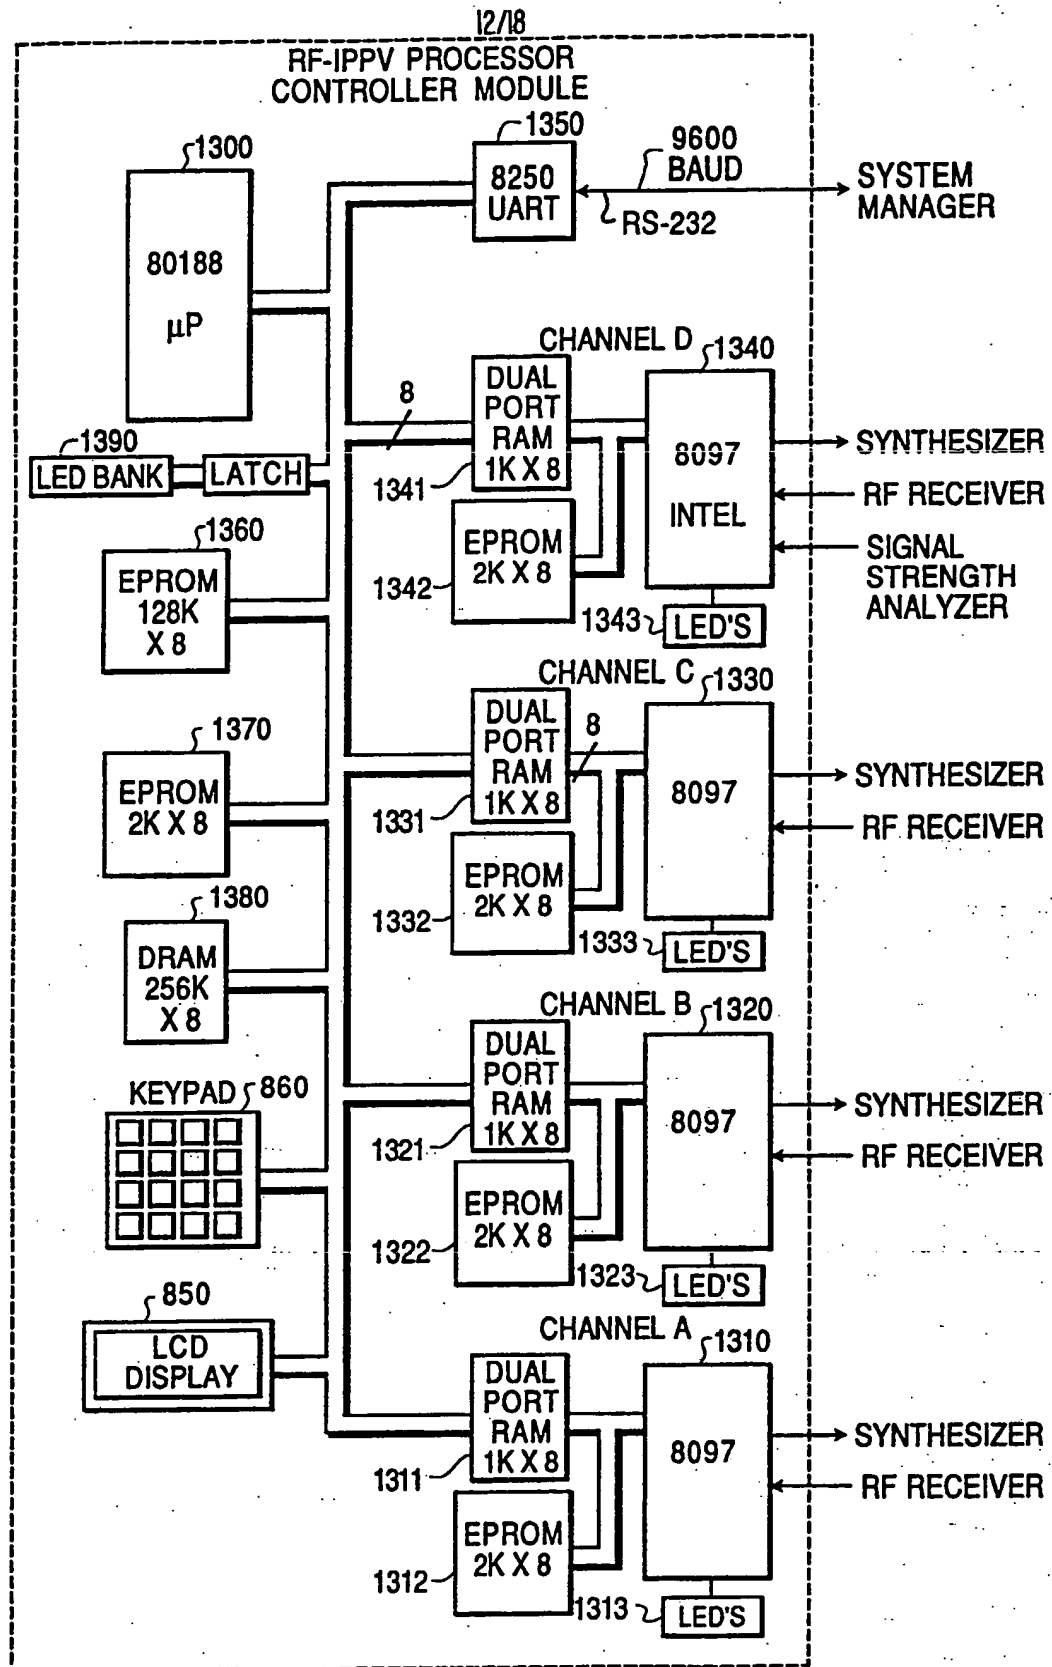 12/18
RF-IPPV PROCESSOR
CONTROLLER MODULE
1300
80188
µP
1350
8250
UART
9600
BAUD
RS-232
SYSTEM
MANAGER
1390
LED BANK
LATCH
1360
EPROM
128K
X 8
1370
EPROM
2K X 8
1380
DRAM
256K
X 8
KEYPAD
860
850
LCD
DISPLAY
CHANNEL D
8
DUAL
PORT
RAM
1K X 8
1341
EPROM
2K X 8
1342
1340
8097
INTEL
1343
LED'S
SYNTHESIZER
RF RECEIVER
SIGNAL
STRENGTH
ANALYZER
CHANNEL C
DUAL
PORT
RAM
1K X 8
8
1331
EPROM
2K X 8
1332
1330
8097
1333
LED'S
SYNTHESIZER
RF RECEIVER
CHANNEL B
DUAL
PORT
RAM
1K X 8
1321
EPROM
2K X 8
1322
1320
8097
1323
LED'S
SYNTHESIZER
RF RECEIVER
CHANNEL A
DUAL
PORT
RAM
1K X 8
1311
EPROM
2K X 8
1312
1310
8097
1313
LED'S
SYNTHESIZER
RF RECEIVER